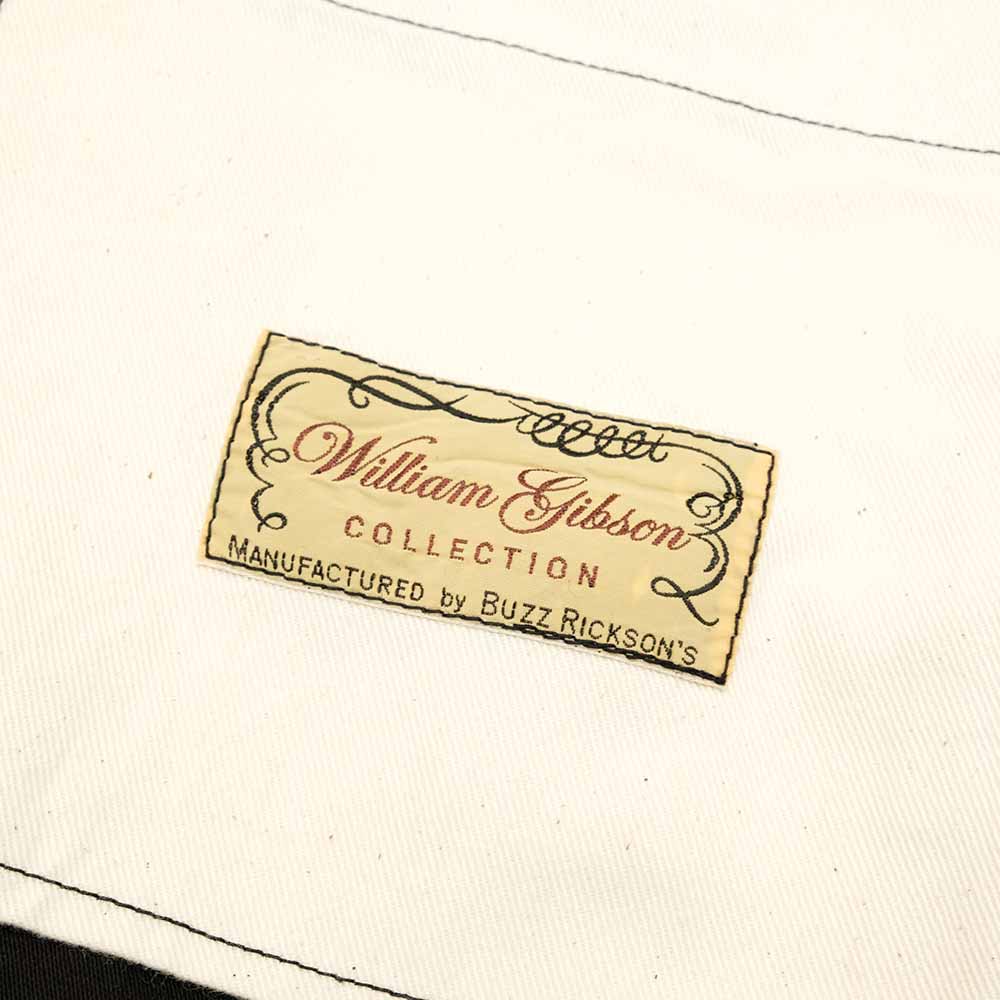 William Gibson
COLLECTION
MANUFACTURED by BUZZ RICKSON'S